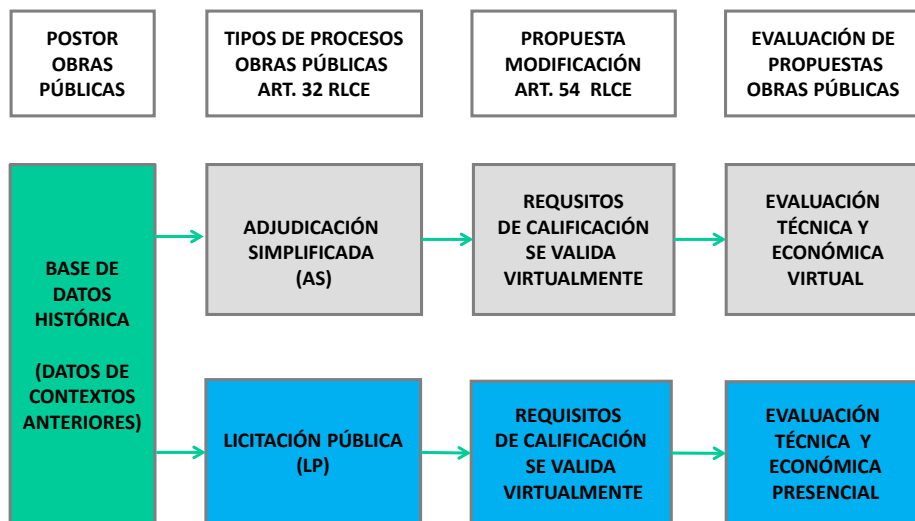 POSTOR
OBRAS
PÚBLICAS
TIPOS DE PROCESOS
OBRAS PÚBLICAS
ART. 32 RLCE
PROPUESTA
MODIFICACIÓN
ART. 54 RLCE
EVALUACIÓN DE
PROPUESTAS
OBRAS PÚBLICAS
BASE DE
DATOS
HISTÓRICA
(DATOS DE
CONTEXTOS
ANTERIORES)
ADJUDICACIÓN
SIMPLIFICADA
(AS)
REQUSITOS
DE CALIFICACIÓN
SE VALIDA
VIRTUALMENTE
EVALUACIÓN
TÉCNICA Y
ECONÓMICA
VIRTUAL
LICITACIÓN PÚBLICA
(LP)
REQUISITOS
DE CALIFICACIÓN
SE VALIDA
VIRTUALMENTE
EVALUACIÓN
TÉCNICA Y
ECONÓMICA
PRESENCIAL